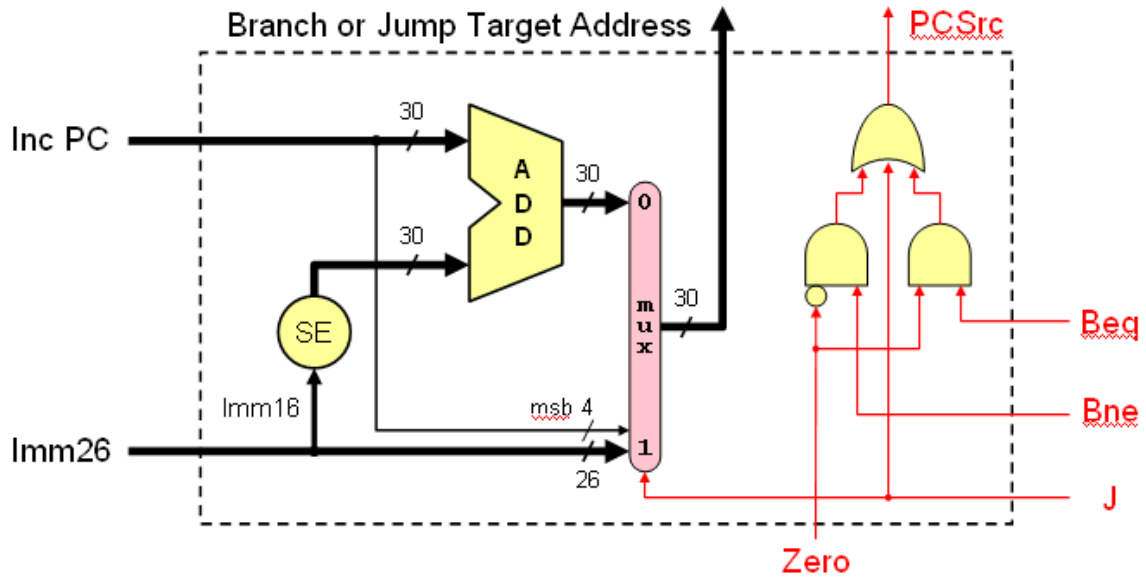 Branch or Jump Target Address
PCSrc
Inc PC
30
A
D
D
30
0
30
SE
m
u
x
30
Imm16
msb 4
1
26
Imm26
Beq
Bne
J
Zero